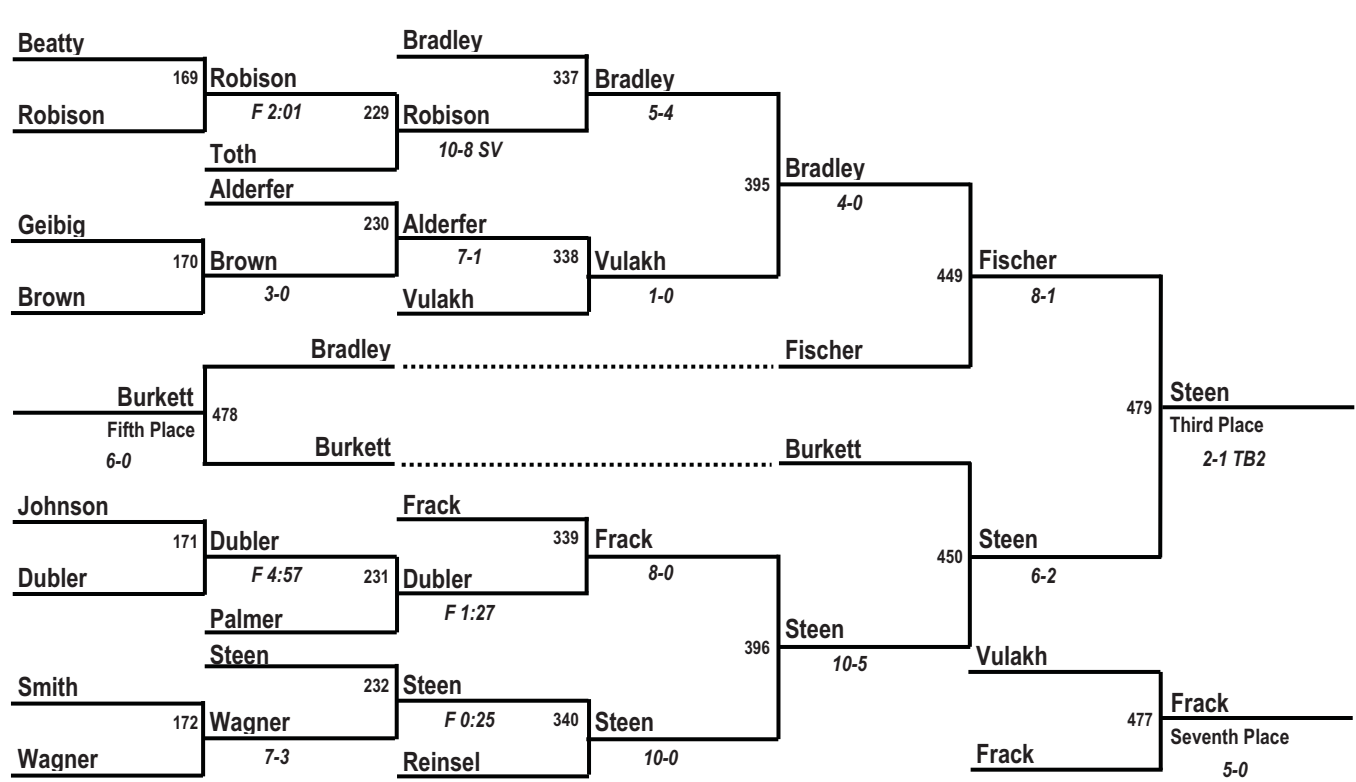 Beatty
Bradley
169 Robison
337 Bradley
Robison
F 2:01
229 Robison
5-4
Toth
10-8 SV
Alderfer
395 Bradley
4-0
Geibig
230 Alderfer
170 Brown
7-1
338 Vulakh
449 Fischer
Brown
3-0
Vulakh
1-0
8-1
Bradley
Fischer
Burkett
478
479 Steen
Fifth Place
Third Place
6-0
Burkett
Burkett
2-1 TB2
Johnson
Frack
171 Dubler
339 Frack
450 Steen
Dubler
F 4:57
231 Dubler
8-0
6-2
Palmer
F 1:27
Steen
396 Steen
10-5
Vulakh
Smith
232 Steen
172 Wagner
F 0:25
340 Steen
477 Frack
Seventh Place
Wagner
7-3
Reinsel
10-0
Frack
5-0